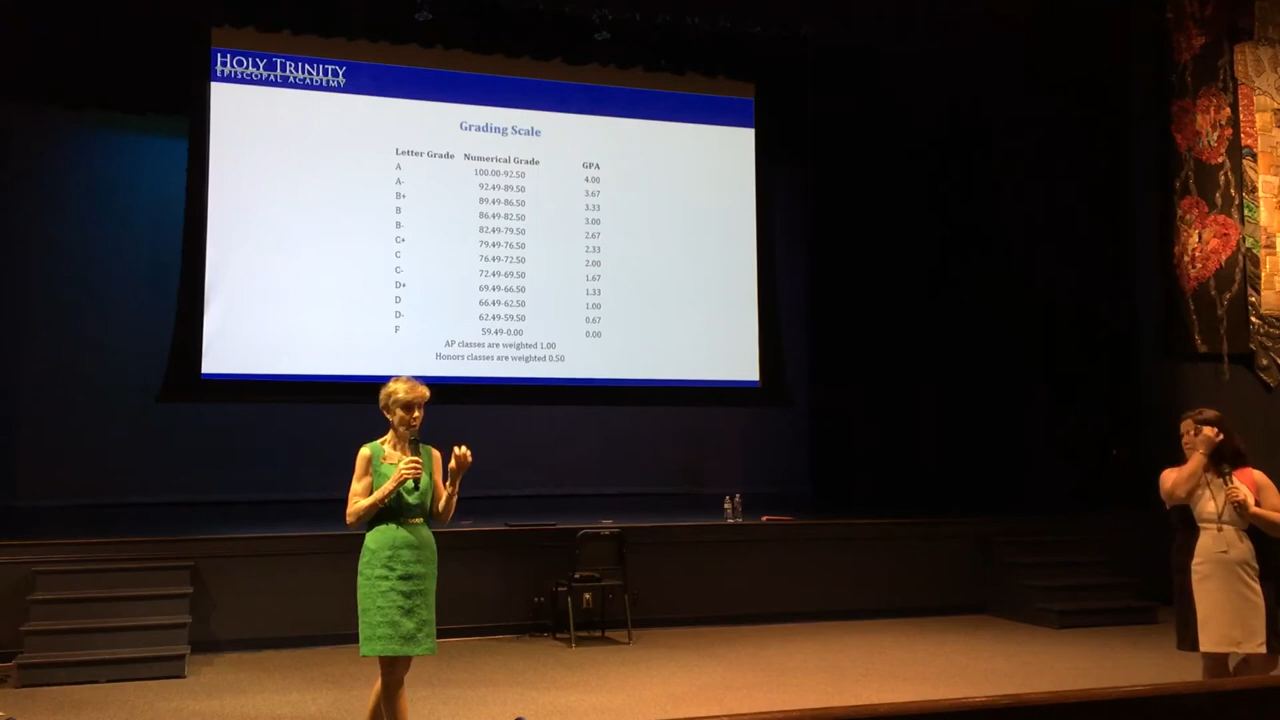 HOLY TRINITY
EPISCOPAL ACADEMY
Grading Scale
Letter Grade Numerical Grade GPA
A 100.00-92.50 4.00
A- 92.49-89.50 3.67
B+ 89.49-86.50 3.33
B 86.49-82.50 3.00
B- 82.49-79.50 2.67
C+ 79.49-76.50 2.33
C 76.49-72.50 2.00
C- 72.49-69.50 1.67
D+ 69.49-66.50 1.33
D 66.49-62.50 1.00
D- 62.49-59.50 0.67
F 59.49-0.00 0.00
AP classes are weighted 1.00
Honors classes are weighted 0.50